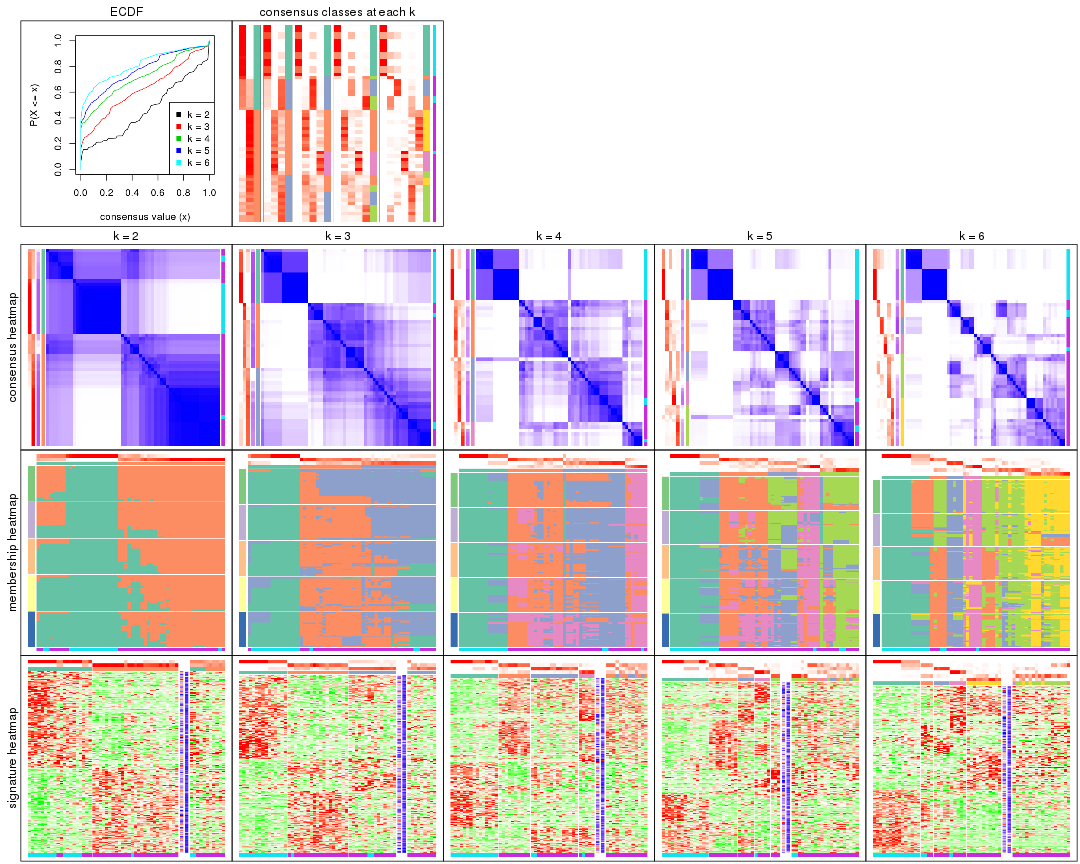 ECDF
consensus classes at each k
P(X <= x)
0.0 0.2 0.4 0.6 0.8 1.0
k = 2
k = 3
k = 4
k = 5
k = 6
0.0 0.2 0.4 0.6 0.8 1.0
consensus value (x)
k = 2
k = 3
k = 4
k = 5
k = 6
consensus heatmap
membership heatmap
signature heatmap